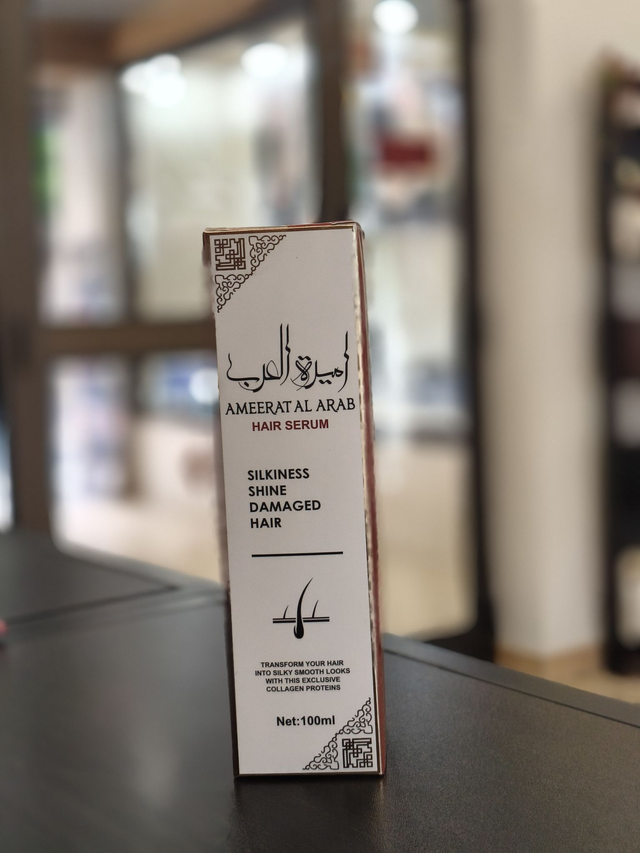 اميرة العرب
AMEERAT AL ARAB
HAIR SERUM
SILKINESS
SHINE
DAMAGED
HAIR
TRANSFORM YOUR HAIR
INTO SILKY SMOOTH LOOKS
WITH THIS EXCLUSIVE
COLLAGEN PROTEINS
Net:100ml